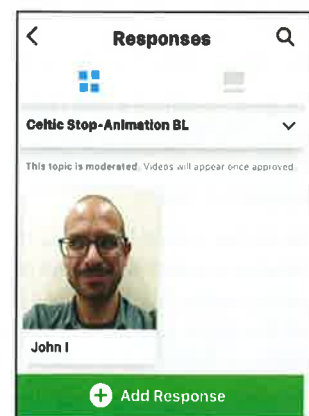 Responses
Celtic Stop-Animation BL
This topic is moderated. Videos will appear once approved.
John I
Add Response